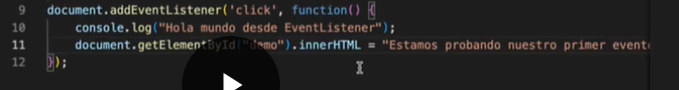 9 document.addEventListener('click', function() {
10 console.log("Hola mundo desde EventListener");
11 document.getElementById("demo").innerHTML = "Estamos probando nuestro primer evento
12 });